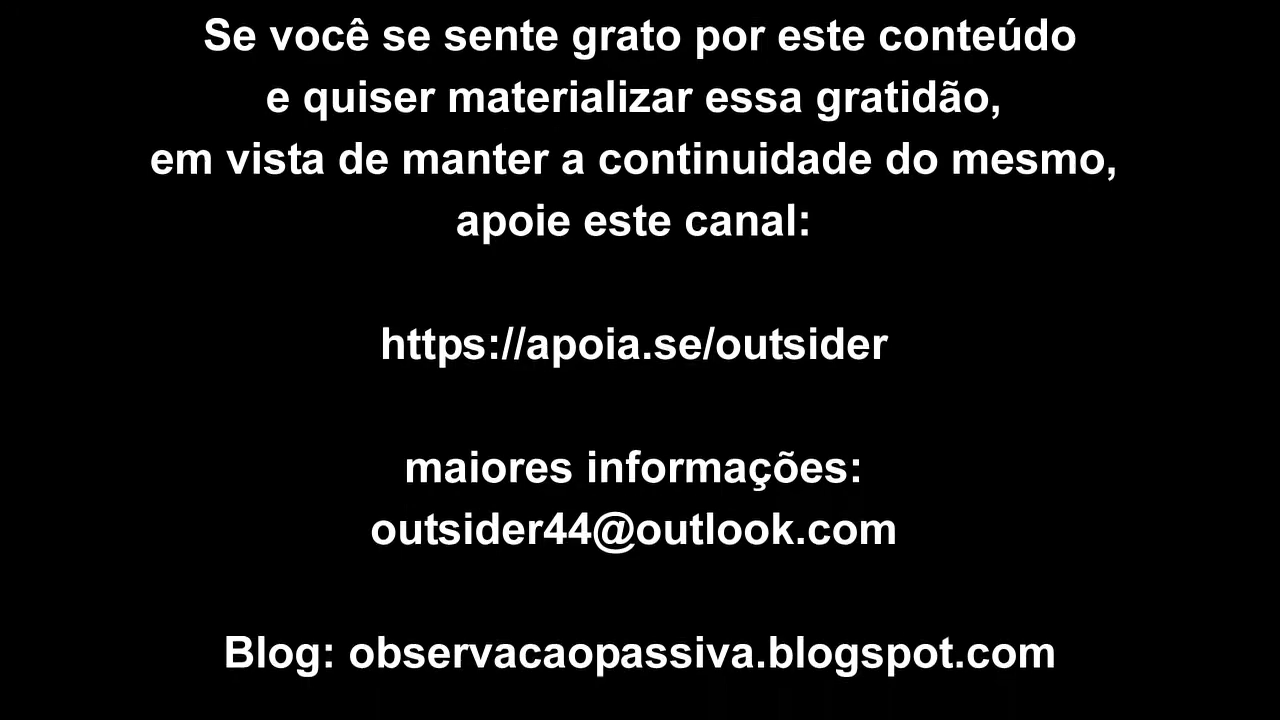 Se você se sente grato por este conteúdo
e quiser materializar essa gratidão,
em vista de manter a continuidade do mesmo,
apoie este canal:
https://apoia.se/outsider
maiores informações:
outsider44@outlook.com
Blog: observacaopassiva.blogspot.com